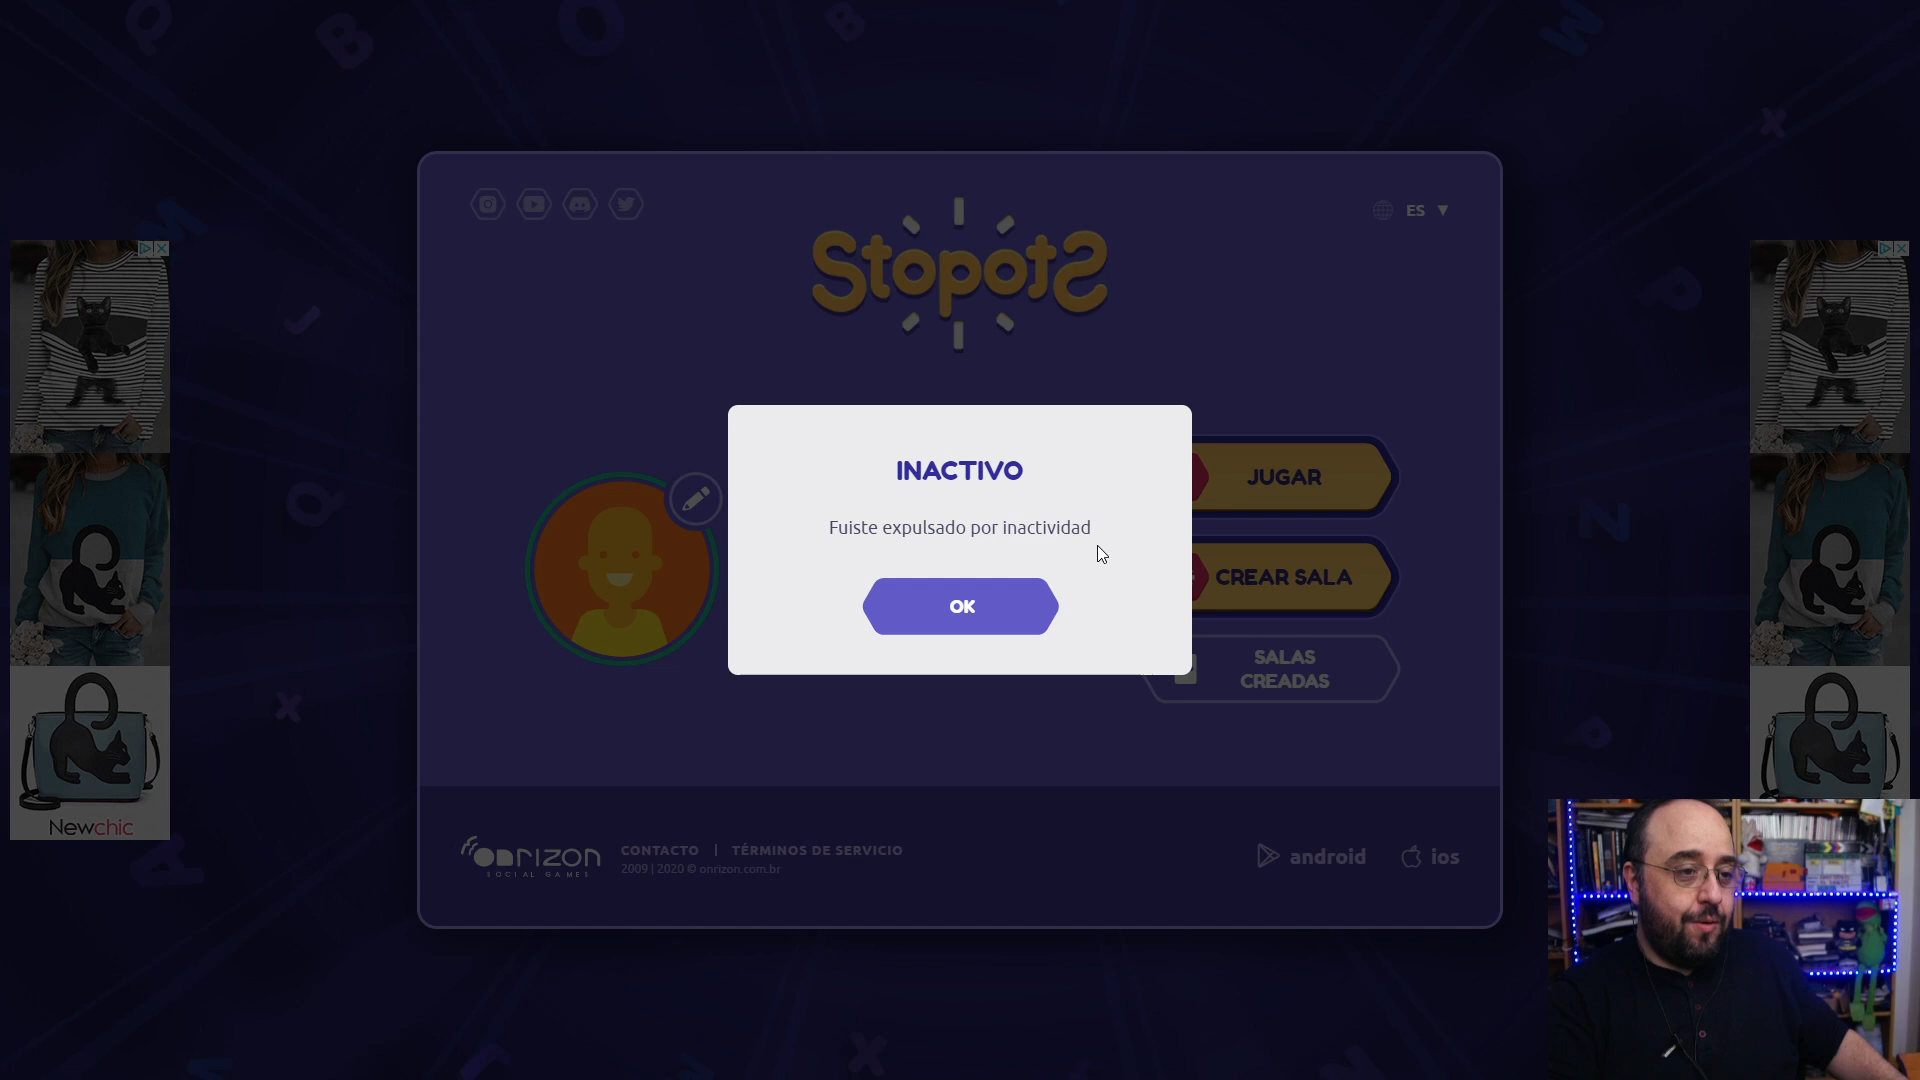 ES ▼
StopotS
INACTIVO
Fuiste expulsado por inactividad
OK
JUGAR
CREAR SALA
SALAS
CREADAS
Newchic
onrizon
SOCIAL GAMES
CONTACTO | TÉRMINOS DE SERVICIO
2009 | 2020 © onrizon.com.br
android
ios